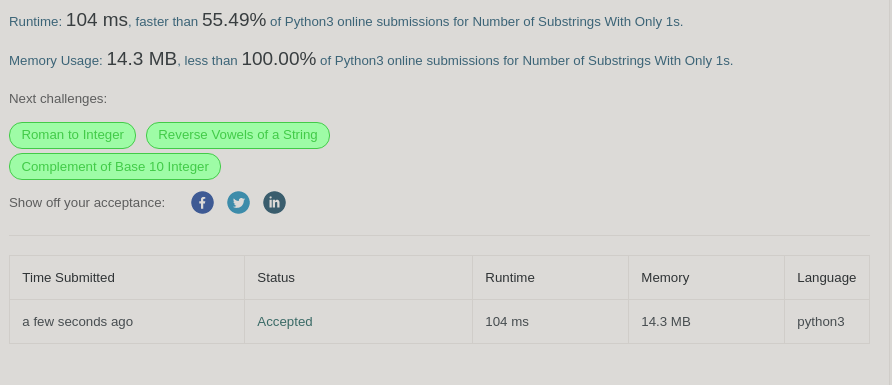 Runtime: 104 ms, faster than 55.49% of Python3 online submissions for Number of Substrings With Only 1s.
Memory Usage: 14.3 MB, less than 100.00% of Python3 online submissions for Number of Substrings With Only 1s.
Next challenges:
Roman to Integer Reverse Vowels of a String
Complement of Base 10 Integer
Show off your acceptance:
Time Submitted Status Runtime Memory Language
a few seconds ago Accepted 104 ms 14.3 MB python3